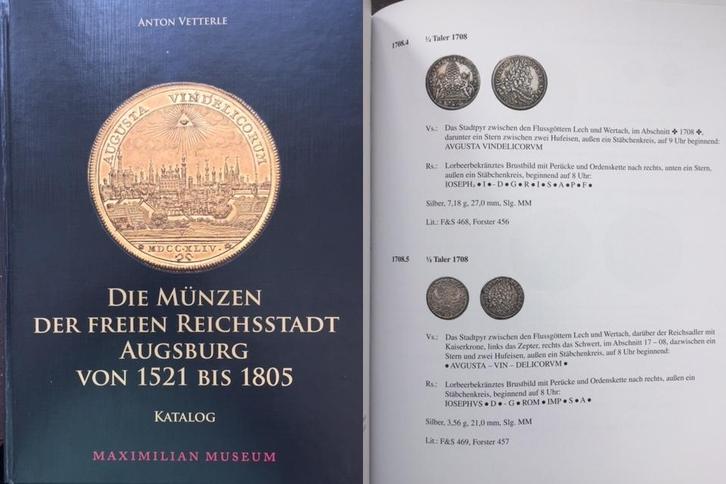 ANTON VETTERLE
AUGUSTA VINDELICORUM
MDCCXLIV.
DIE MÜNZEN
DER FREIEN REICHSSTADT
AUGSBURG
VON 1521 BIS 1805
KATALOG
MAXIMILIAN MUSEUM
1708.4 ¼ Taler 1708
Vs.: Das Stadtpyr zwischen den Flussgöttern Lech und Wertach, im Abschnitt ✤ 1708 ✤,
darunter ein Stern zwischen zwei Hufeisen, außen ein Stäbchenkreis, auf 9 Uhr beginnend:
AVGUSTA VINDELICORVM
Rs.: Lorbeerbekränztes Brustbild mit Perücke und Ordenskette nach rechts, unten ein Stern,
außen ein Stäbchenkreis, beginnend auf 8 Uhr:
IOSEPH, ● I ● - D ● G ● R ● I ● S ● A ● P ● F ●
Silber, 7,18 g, 27,0 mm, Slg. MM
Lit.: F&S 468, Forster 456
1708.5 ⅛ Taler 1708
Vs.: Das Stadtpyr zwischen den Flussgöttern Lech und Wertach, darüber der Reichsadler mit
Kaiserkrone, links das Zepter, rechts das Schwert, im Abschnitt 17 – 08, dazwischen ein
Stern und zwei Hufeisen, außen ein Stäbchenkreis, auf 8 Uhr beginnend:
● AVGUSTA – VIN – DELICORVM ●
Rs.: Lorbeerbekränztes Brustbild mit Perücke und Ordenskette nach rechts, außen ein
Stäbchenkreis, beginnend auf 8 Uhr:
IOSEPHVS ● D ● - G ● ROM ● IMP ● S ● A ●
Silber, 3,56 g, 21,0 mm, Slg. MM
Lit.: F&S 469, Forster 457